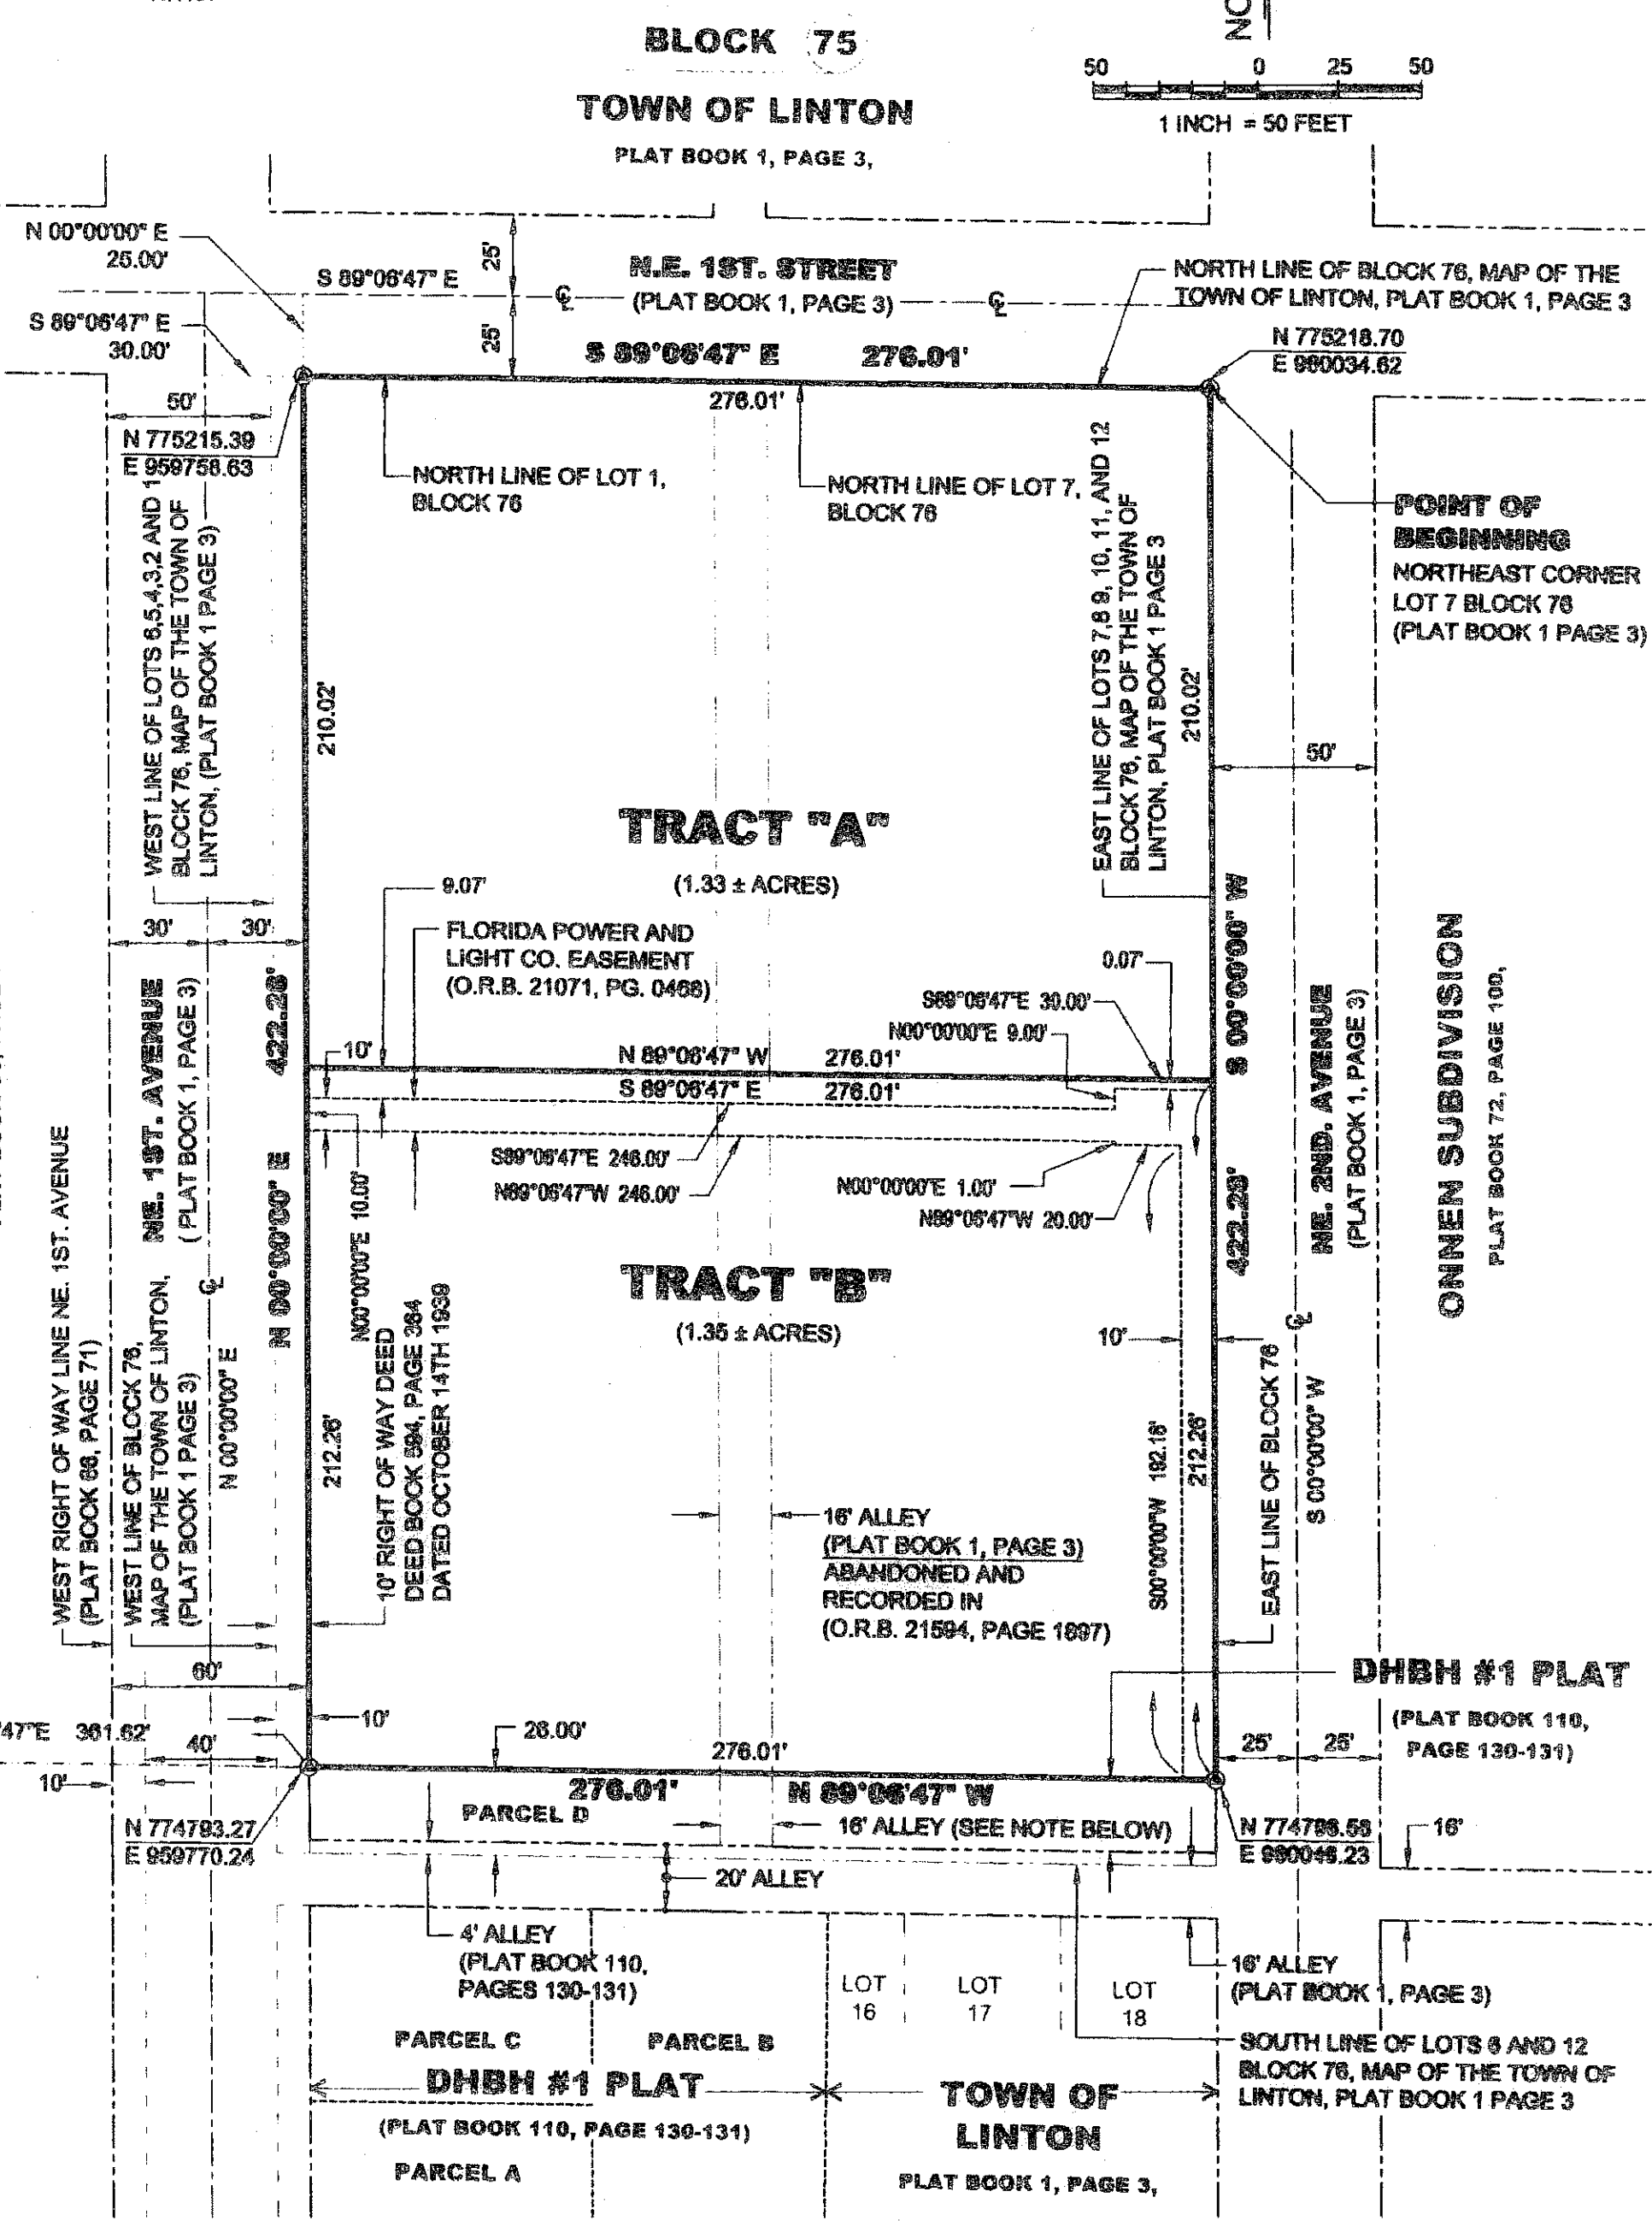 BLOCK 75
TOWN OF LINTON
PLAT BOOK 1, PAGE 3,
50 0 25 50
1 INCH = 50 FEET
N 00°00'00" E
25.00'
S 89°06'47" E
25'
N.E. 1ST. STREET
(PLAT BOOK 1, PAGE 3)
NORTH LINE OF BLOCK 76, MAP OF THE
TOWN OF LINTON, PLAT BOOK 1, PAGE 3
S 89°06'47" E
30.00'
25'
S 89°06'47" E 276.01'
276.01'
N 775218.70
E 960034.62
50'
N 775215.39
E 959758.63
NORTH LINE OF LOT 1,
BLOCK 76
NORTH LINE OF LOT 7,
BLOCK 76
POINT OF
BEGINNING
NORTHEAST CORNER
LOT 7 BLOCK 76
(PLAT BOOK 1 PAGE 3)
WEST LINE OF LOTS 6,5,4,3,2 AND 1
BLOCK 76, MAP OF THE TOWN OF
LINTON, (PLAT BOOK 1 PAGE 3)
210.02'
EAST LINE OF LOTS 7,8 9, 10, 11, AND 12
BLOCK 76, MAP OF THE TOWN OF
LINTON, PLAT BOOK 1 PAGE 3
210.02'
50'
TRACT "A"
(1.33 ± ACRES)
9.07'
FLORIDA POWER AND
LIGHT CO. EASEMENT
(O.R.B. 21071, PG. 0468)
30' 30'
0.07'
S89°06'47"E 30.00'
N00°00'00"E 9.00'
10'
N 89°06'47" W 276.01'
S 89°06'47" E 276.01'
S89°06'47"E 246.00'
N89°06'47"W 246.00'
N00°00'00"E 1.00'
N89°06'47"W 20.00'
NE. 1ST. AVENUE
(PLAT BOOK 1, PAGE 3)
422.28'
N 00°00'00" E
S 00°00'00" W
422.28'
NE. 2ND. AVENUE
(PLAT BOOK 1, PAGE 3)
ONNEN SUBDIVISION
PLAT BOOK 72, PAGE 100,
TRACT "B"
(1.35 ± ACRES)
WEST RIGHT OF WAY LINE NE. 1ST. AVENUE
(PLAT BOOK 66, PAGE 71)
WEST LINE OF BLOCK 76,
MAP OF THE TOWN OF LINTON,
(PLAT BOOK 1 PAGE 3)
N 00°00'00" E
212.26'
N00°00'00"E 10.00'
10' RIGHT OF WAY DEED
DEED BOOK 594, PAGE 364
DATED OCTOBER 14TH 1939
10'
S00°00'00"W 192.16'
212.26'
EAST LINE OF BLOCK 76
S 00°00'00" W
16' ALLEY
(PLAT BOOK 1, PAGE 3)
ABANDONED AND
RECORDED IN
(O.R.B. 21594, PAGE 1897)
DHBH #1 PLAT
(PLAT BOOK 110,
PAGE 130-131)
60'
10'
47"E 361.62'
40'
10'
26.00'
276.01'
276.01' N 89°06'47" W
25' 25'
PARCEL D
16' ALLEY (SEE NOTE BELOW)
N 774793.27
E 959770.24
N 774796.58
E 960046.23
16'
20' ALLEY
4' ALLEY
(PLAT BOOK 110,
PAGES 130-131)
LOT
16
LOT
17
LOT
18
16' ALLEY
(PLAT BOOK 1, PAGE 3)
PARCEL C
PARCEL B
SOUTH LINE OF LOTS 6 AND 12
BLOCK 76, MAP OF THE TOWN OF
LINTON, PLAT BOOK 1 PAGE 3
DHBH #1 PLAT
(PLAT BOOK 110, PAGE 130-131)
TOWN OF
LINTON
PLAT BOOK 1, PAGE 3,
PARCEL A